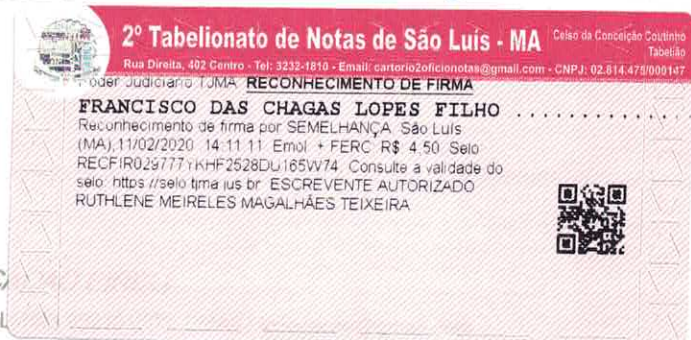 2º Tabelionato de Notas de São Luís - MA
Celso da Conceição Coutinho
Tabelião
Rua Direita, 402 Centro - Tel: 3232-1810 - Email: cartorio2oficionotas@gmail.com - CNPJ: 02.814.475/000147
Poder Judiciário TJMA. RECONHECIMENTO DE FIRMA
FRANCISCO DAS CHAGAS LOPES FILHO . . . . . . . . . . . .
Reconhecimento de firma por SEMELHANÇA. São Luís
(MA), 11/02/2020 14:11:11 Emol + FERC R$ 4,50 Selo
RECFIR029777YKHF2528DU165W74 Consulte a validade do
selo: https://selo.tjma.jus.br ESCREVENTE AUTORIZADO
RUTHLENE MEIRELES MAGALHÃES TEIXEIRA